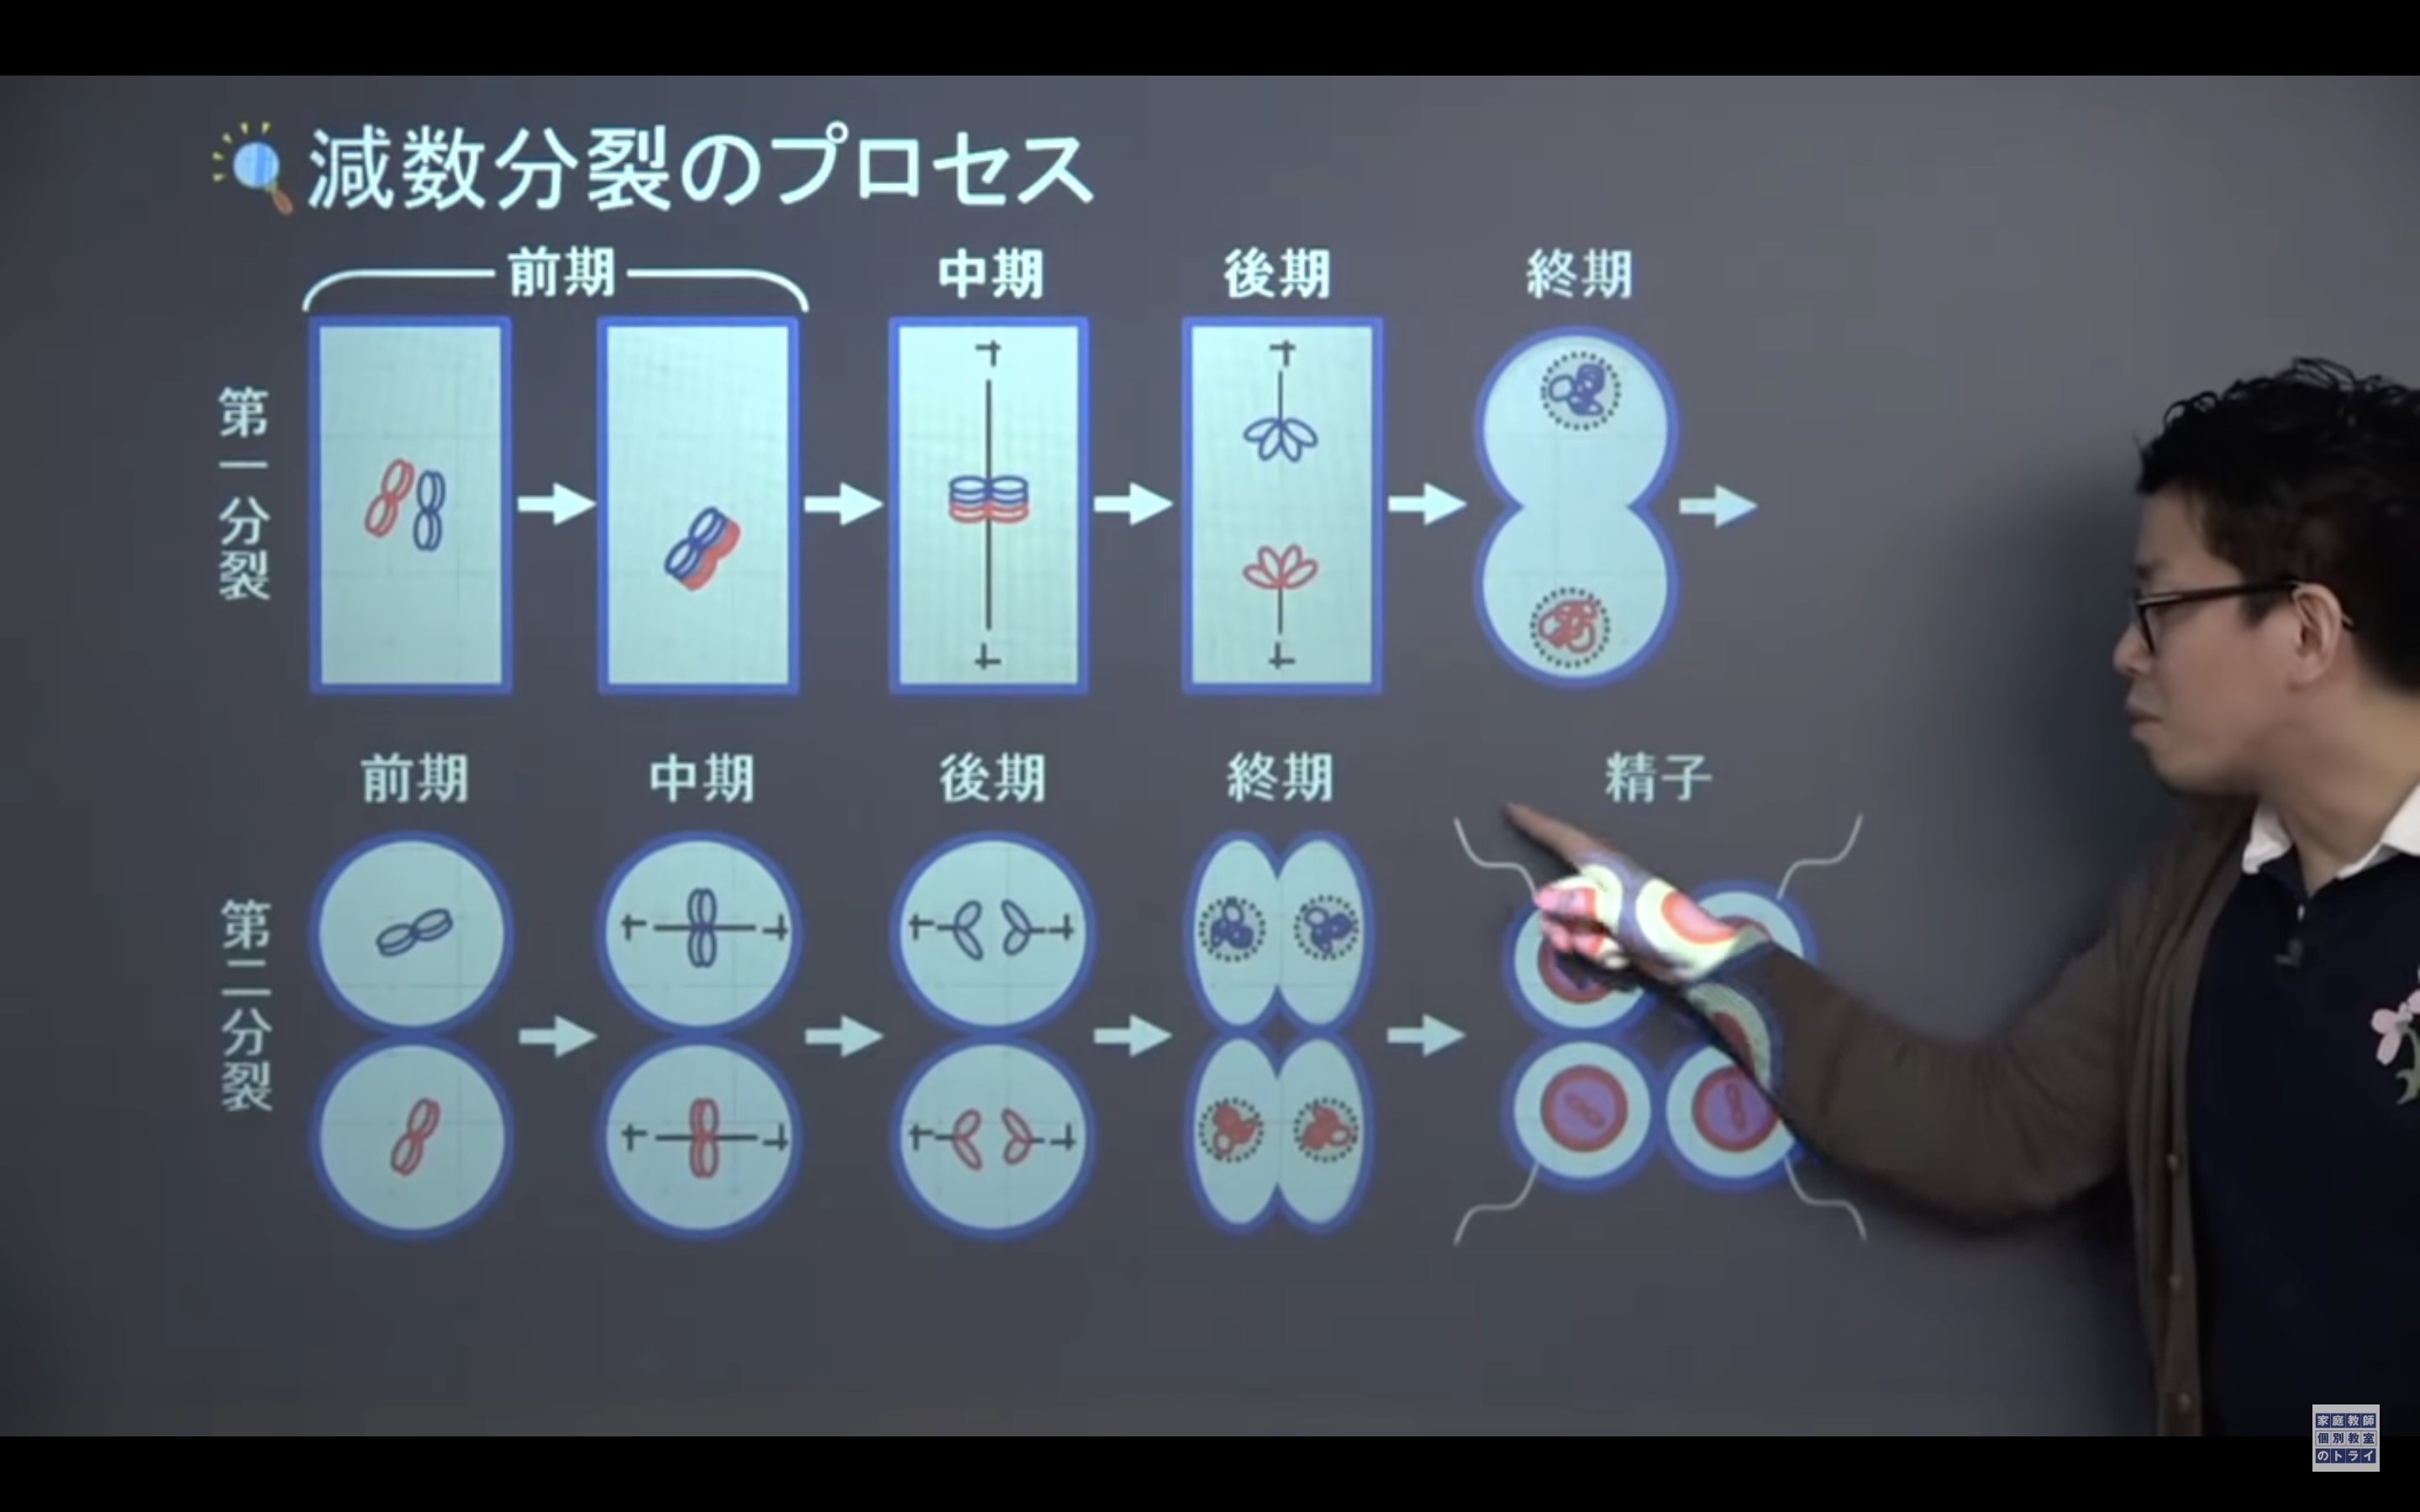 減数分裂のプロセス
前期
中期
後期
終期
第一分裂
前期
中期
後期
終期
精子
第二分裂
家庭教師
個別教室
のトライ